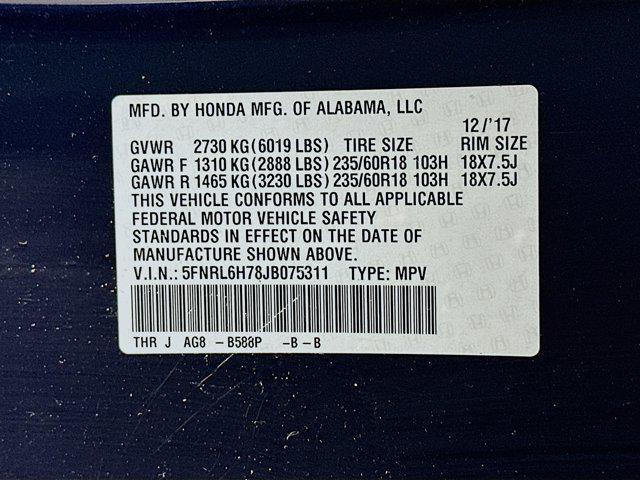 MFD. BY HONDA MFG. OF ALABAMA, LLC
12/'17
GVWR 2730 KG(6019 LBS) TIRE SIZE RIM SIZE
GAWR F 1310 KG(2888 LBS) 235/60R18 103H 18X7.5J
GAWR R 1465 KG(3230 LBS) 235/60R18 103H 18X7.5J
THIS VEHICLE CONFORMS TO ALL APPLICABLE
FEDERAL MOTOR VEHICLE SAFETY
STANDARDS IN EFFECT ON THE DATE OF
MANUFACTURE SHOWN ABOVE.
V.I.N.: 5FNRL6H78JB075311 TYPE: MPV
THR J AG8 -B588P -B-B